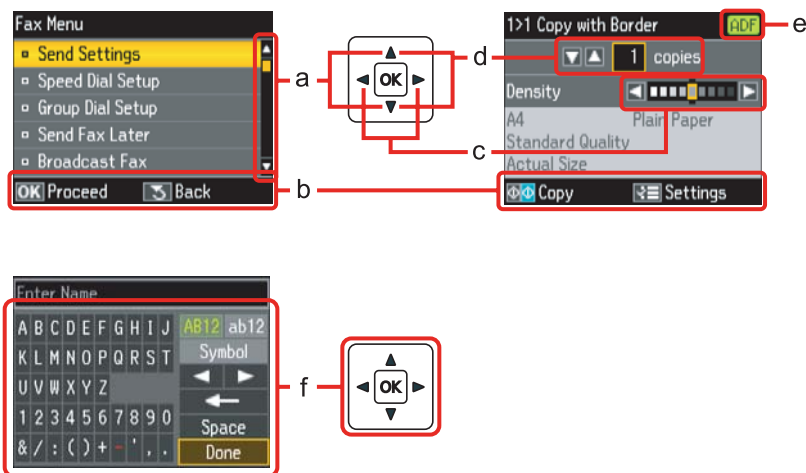 Fax Menu
Send Settings
Speed Dial Setup
Group Dial Setup
Send Fax Later
Broadcast Fax
OK Proceed Back
a
b
OK
d
c
1>1 Copy with Border ADF
e
1 copies
Density
A4 Plain Paper
Standard Quality
Actual Size
Copy Settings
Enter Name
A B C D E F G H I J AB12 ab12
K L M N O P Q R S T Symbol
U V W X Y Z
1 2 3 4 5 6 7 8 9 0 Space
& / : ( ) + - ' , . Done
f
OK